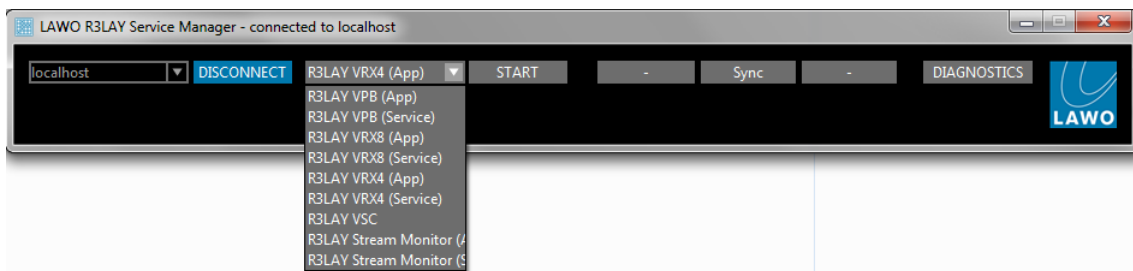 LAWO R3LAY Service Manager - connected to localhost
localhost DISCONNECT R3LAY VRX4 (App) START - Sync - DIAGNOSTICS
LAWO
R3LAY VPB (App)
R3LAY VPB (Service)
R3LAY VRX8 (App)
R3LAY VRX8 (Service)
R3LAY VRX4 (App)
R3LAY VRX4 (Service)
R3LAY VSC
R3LAY Stream Monitor (A
R3LAY Stream Monitor (S